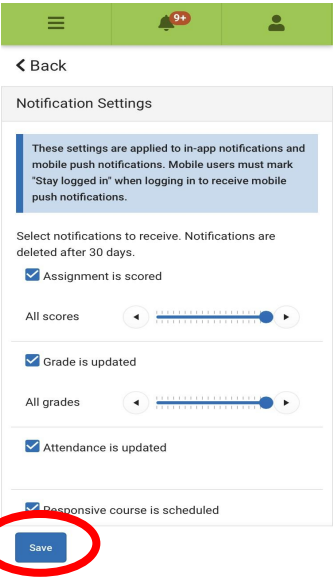 9+
Back
Notification Settings
These settings are applied to in-app notifications and
mobile push notifications. Mobile users must mark
"Stay logged in" when logging in to receive mobile
push notifications.
Select notifications to receive. Notifications are
deleted after 30 days.
Assignment is scored
All scores
Grade is updated
All grades
Attendance is updated
Responsive course is scheduled
Save